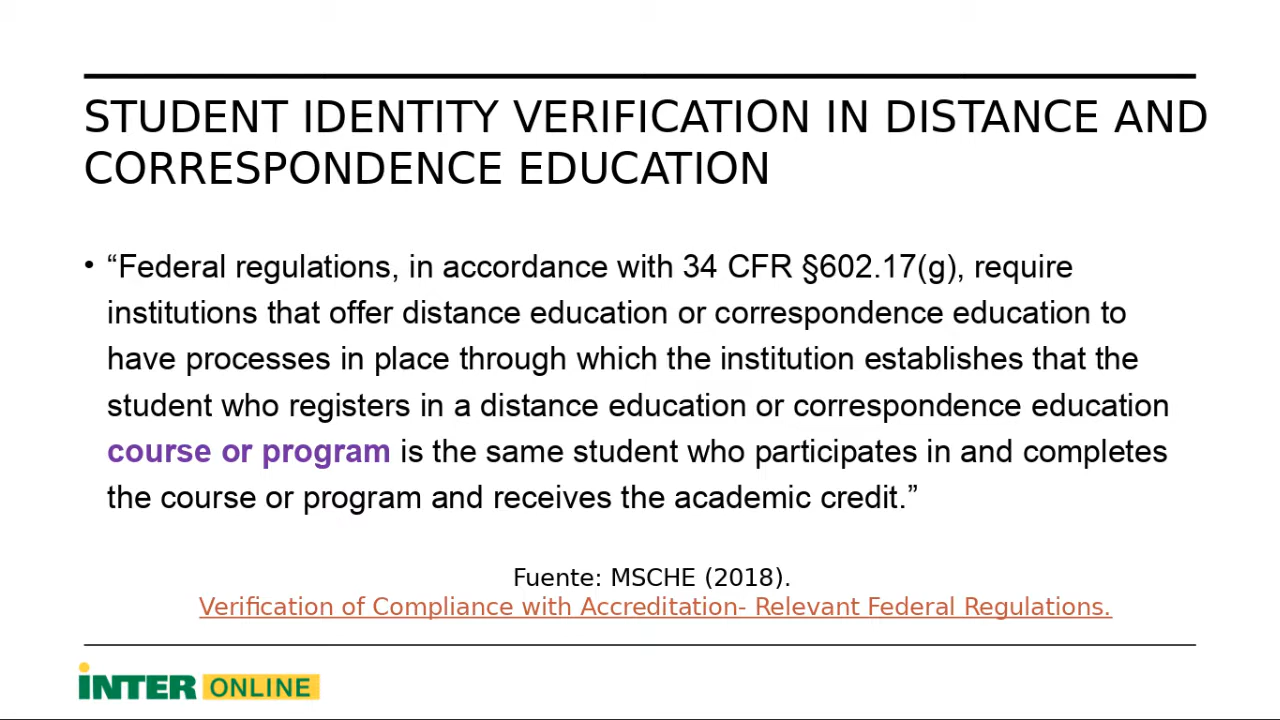 STUDENT IDENTITY VERIFICATION IN DISTANCE AND
CORRESPONDENCE EDUCATION
• “Federal regulations, in accordance with 34 CFR §602.17(g), require
institutions that offer distance education or correspondence education to
have processes in place through which the institution establishes that the
student who registers in a distance education or correspondence education
course or program is the same student who participates in and completes
the course or program and receives the academic credit.”
Fuente: MSCHE (2018).
Verification of Compliance with Accreditation- Relevant Federal Regulations.
iNTER ONLINE